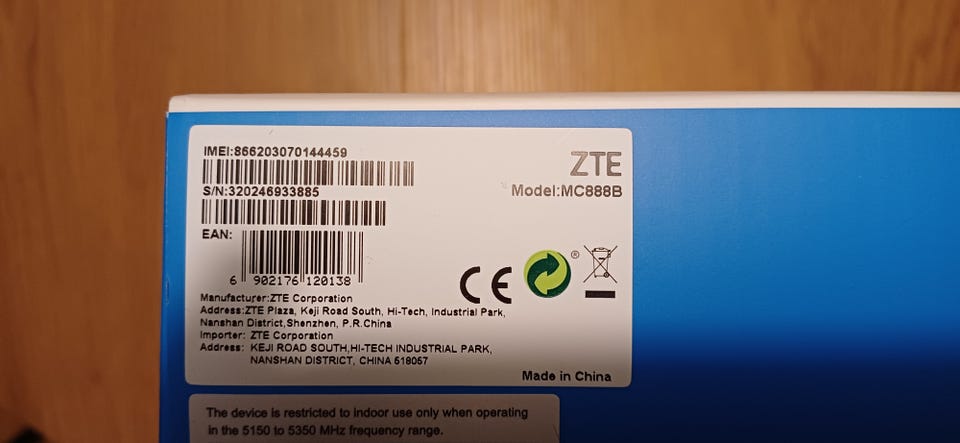 IMEI:866203070144459
ZTE
S/N:320246933885
Model:MC888B
EAN:
6 902176 120138
CE
Manufacturer:ZTE Corporation
Address:ZTE Plaza, Keji Road South, Hi-Tech, Industrial Park,
Nanshan District,Shenzhen, P.R.China
Importer: ZTE Corporation
Address: KEJI ROAD SOUTH,HI-TECH INDUSTRIAL PARK,
NANSHAN DISTRICT, CHINA 518057
Made in China
The device is restricted to indoor use only when operating
in the 5150 to 5350 MHz frequency range.